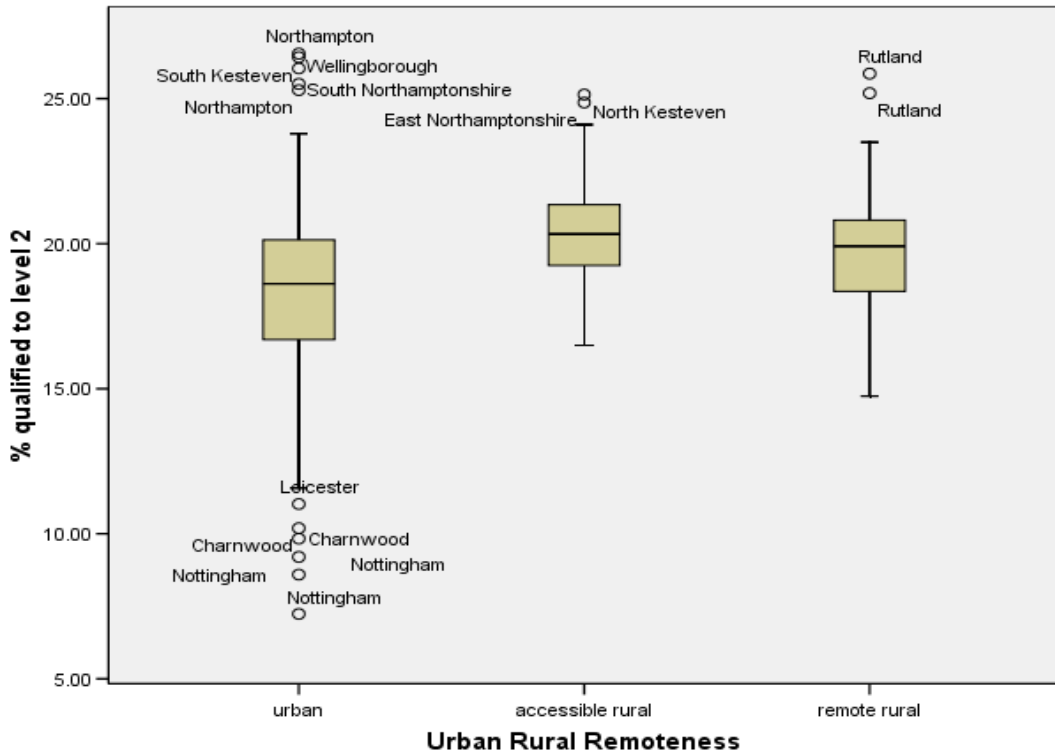 Northampton
Rutland
Wellingborough
South Kesteven
South Northamptonshire
25.00
Northampton
North Kesteven
Rutland
East Northamptonshire
20.00
% qualified to level 2
15.00
Leicester
10.00
Charnwood
Charnwood
Nottingham
Nottingham
Nottingham
5.00
urban
accessible rural
remote rural
Urban Rural Remoteness